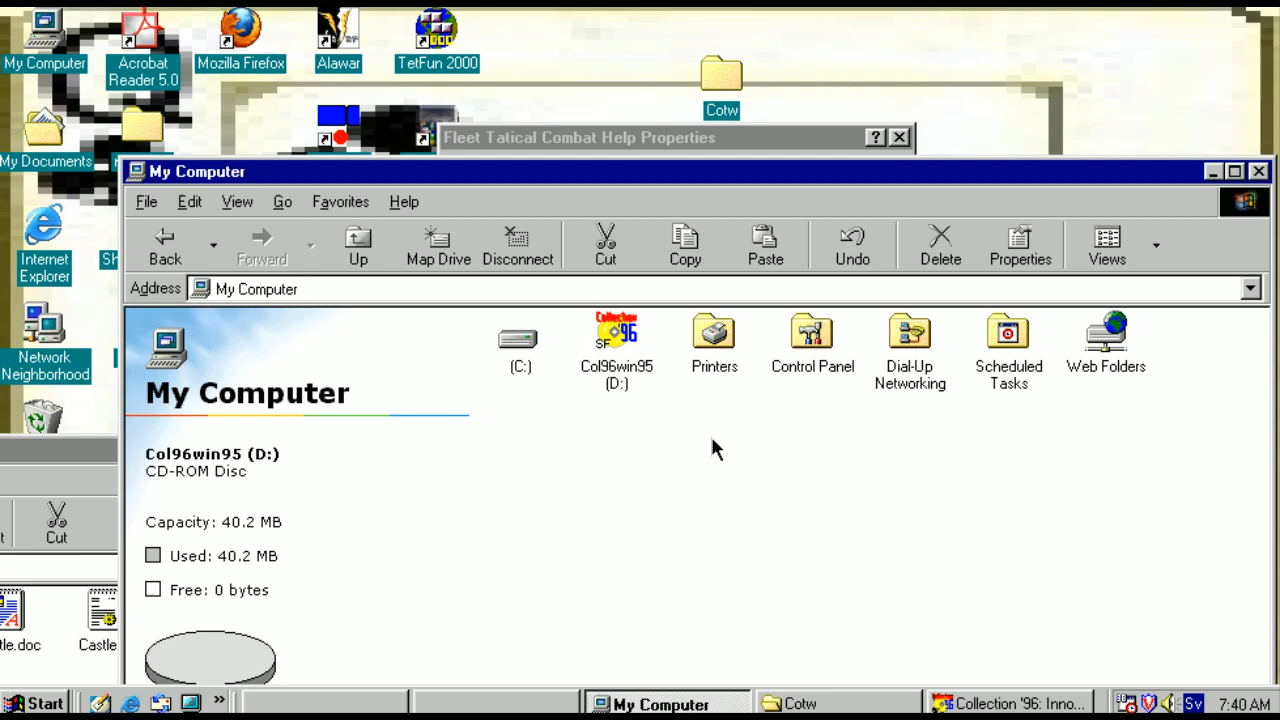 My Computer
Acrobat
Reader 5.0
Mozilla Firefox
Alawar
TetFun 2000
Cotw
My Documents
Fleet Tatical Combat Help Properties
My Computer
File Edit View Go Favorites Help
Internet
Explorer
Back Forward Up Map Drive Disconnect Cut Copy Paste Undo Delete Properties Views
Address My Computer
Network
Neighborhood
(C:)
Col96win95
(D:)
Printers
Control Panel
Dial-Up
Networking
Scheduled
Tasks
Web Folders
My Computer
Col96win95 (D:)
CD-ROM Disc
Capacity: 40.2 MB
Used: 40.2 MB
Free: 0 bytes
Cut
tle.doc
Castle
Start
My Computer
Cotw
Collection '96: Inno...
Sv
7:40 AM